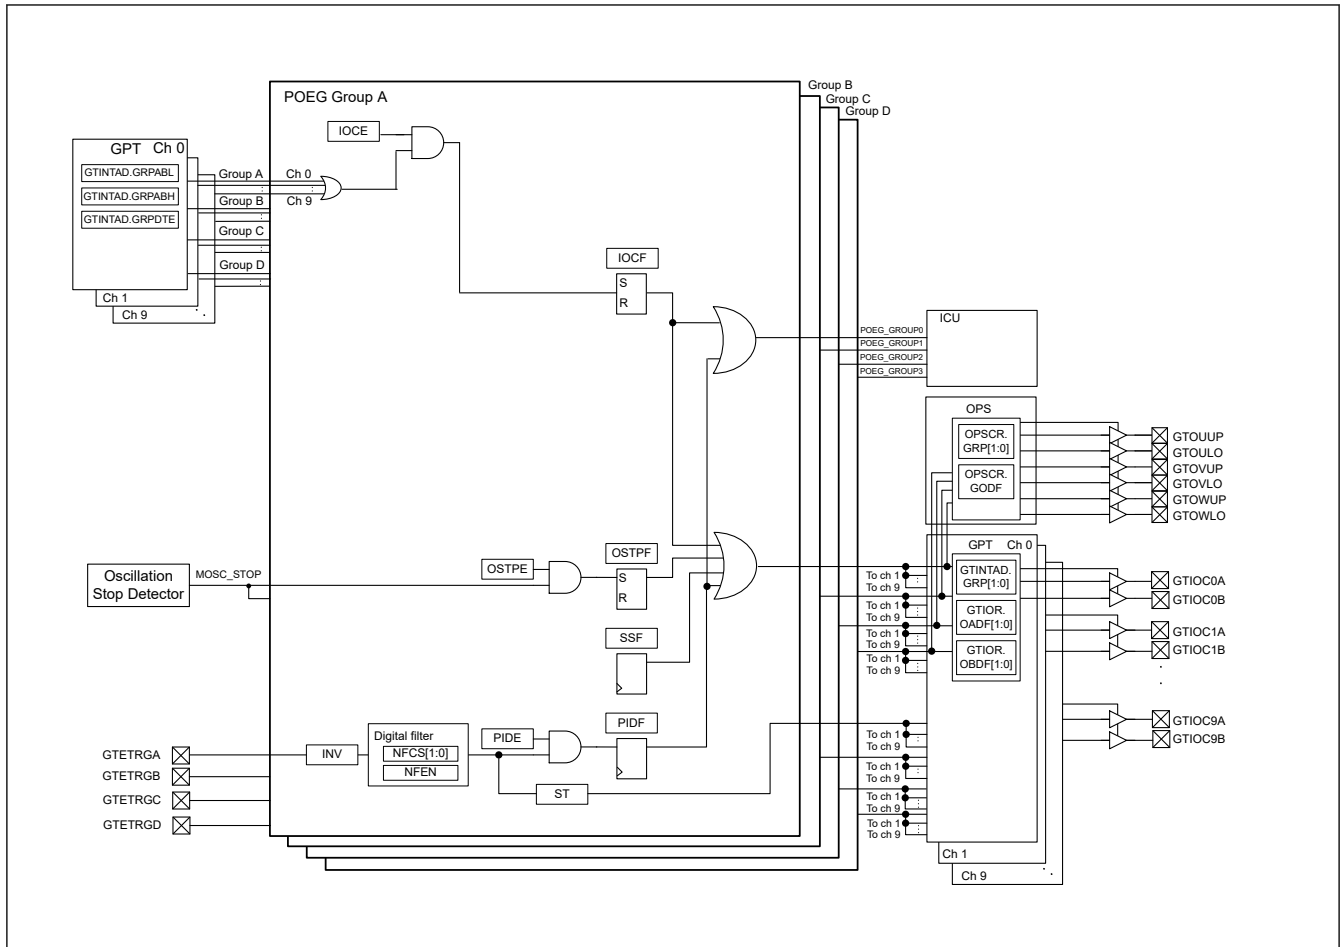 POEG Group A
Group B
Group C
Group D
IOCE
GPT Ch 0
GTINTAD.GRPABL
GTINTAD.GRPABH
GTINTAD.GRPDTE
Group A
Group B
Group C
Group D
Ch 0
Ch 9
Ch 1
Ch 9
IOCF
S
R
ICU
POEG_GROUP0
POEG_GROUP1
POEG_GROUP2
POEG_GROUP3
OPS
OPSCR.
GRP[1:0]
OPSCR.
GODF
GTOUUP
GTOULO
GTOVUP
GTOVLO
GTOWUP
GTOWLO
Oscillation
Stop Detector
MOSC_STOP
OSTPE
OSTPF
S
R
SSF
GPT Ch 0
GTINTAD.
GRP[1:0]
GTIOR.
OADF[1:0]
GTIOR.
OBDF[1:0]
To ch 1
To ch 9
To ch 1
To ch 9
To ch 1
To ch 9
To ch 1
To ch 9
GTIOC0A
GTIOC0B
GTIOC1A
GTIOC1B
GTIOC9A
GTIOC9B
GTETRGA
GTETRGB
GTETRGC
GTETRGD
INV
Digital filter
NFCS[1:0]
NFEN
PIDE
PIDF
ST
To ch 1
To ch 9
To ch 1
To ch 9
To ch 1
To ch 9
To ch 1
To ch 9
Ch 1
Ch 9